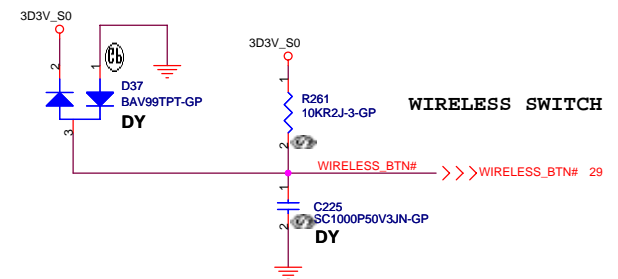 3D3V_S0
2
1
D37
BAV99TPT-GP
DY
3
3D3V_S0
1
R261
10KR2J-3-GP
2
WIRELESS SWITCH
WIRELESS_BTN#
WIRELESS_BTN# 29
1
C225
SC1000P50V3JN-GP
2
DY